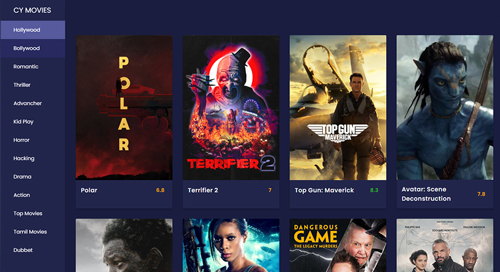 CY MOVIES
Hollywood
Bollywood
Romantic
Thriller
Advancher
Kid Play
Horror
Hacking
Drama
Action
Top Movies
Tamil Movies
Dubbet
POLAR
TERRIFIER 2
TOP GUN
MAVERICK
Polar 6.8
Terrifier 2 7
Top Gun: Maverick 8.3
Avatar: Scene
Deconstruction 7.8
DANGEROUS
GAME
THE LEGACY MURDERS